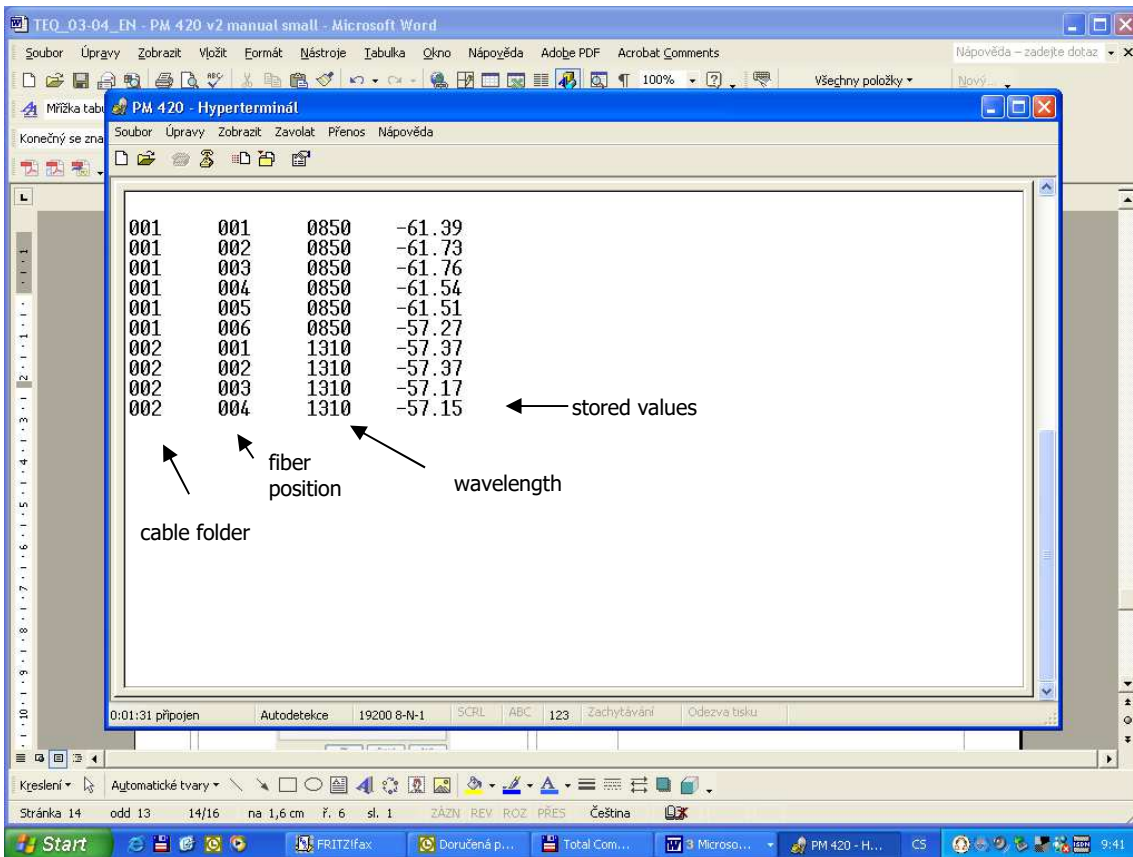 TEQ_03-04_EN - PM 420 v2 manual small - Microsoft Word
Soubor Úpravy Zobrazit Vložit Formát Nástroje Tabulka Okno Nápověda Adobe PDF Acrobat Comments Nápověda – zadejte dotaz
100% Všechny položky Nový...
Mřížka tabu
PM 420 - Hyperterminál
Konečný se zna
Soubor Úpravy Zobrazit Zavolat Přenos Nápověda
001 001 0850 -61.39
001 002 0850 -61.73
001 003 0850 -61.76
001 004 0850 -61.54
001 005 0850 -61.51
001 006 0850 -57.27
002 001 1310 -57.37
002 002 1310 -57.37
002 003 1310 -57.17
002 004 1310 -57.15
stored values
fiber
position
wavelength
cable folder
0:01:31 připojen Autodetekce 19200 8-N-1 SCRL ABC 123 Zachytávání Odezva tisku
Kreslení Automatické tvary
Stránka 14 odd 13 14/16 na 1,6 cm ř. 6 sl. 1 ZÁZN REV ROZ PŘES Čeština
Start FRITZ!fax Doručená p... Total Com... 3 Microso... PM 420 - H... CS ISDN 9:41